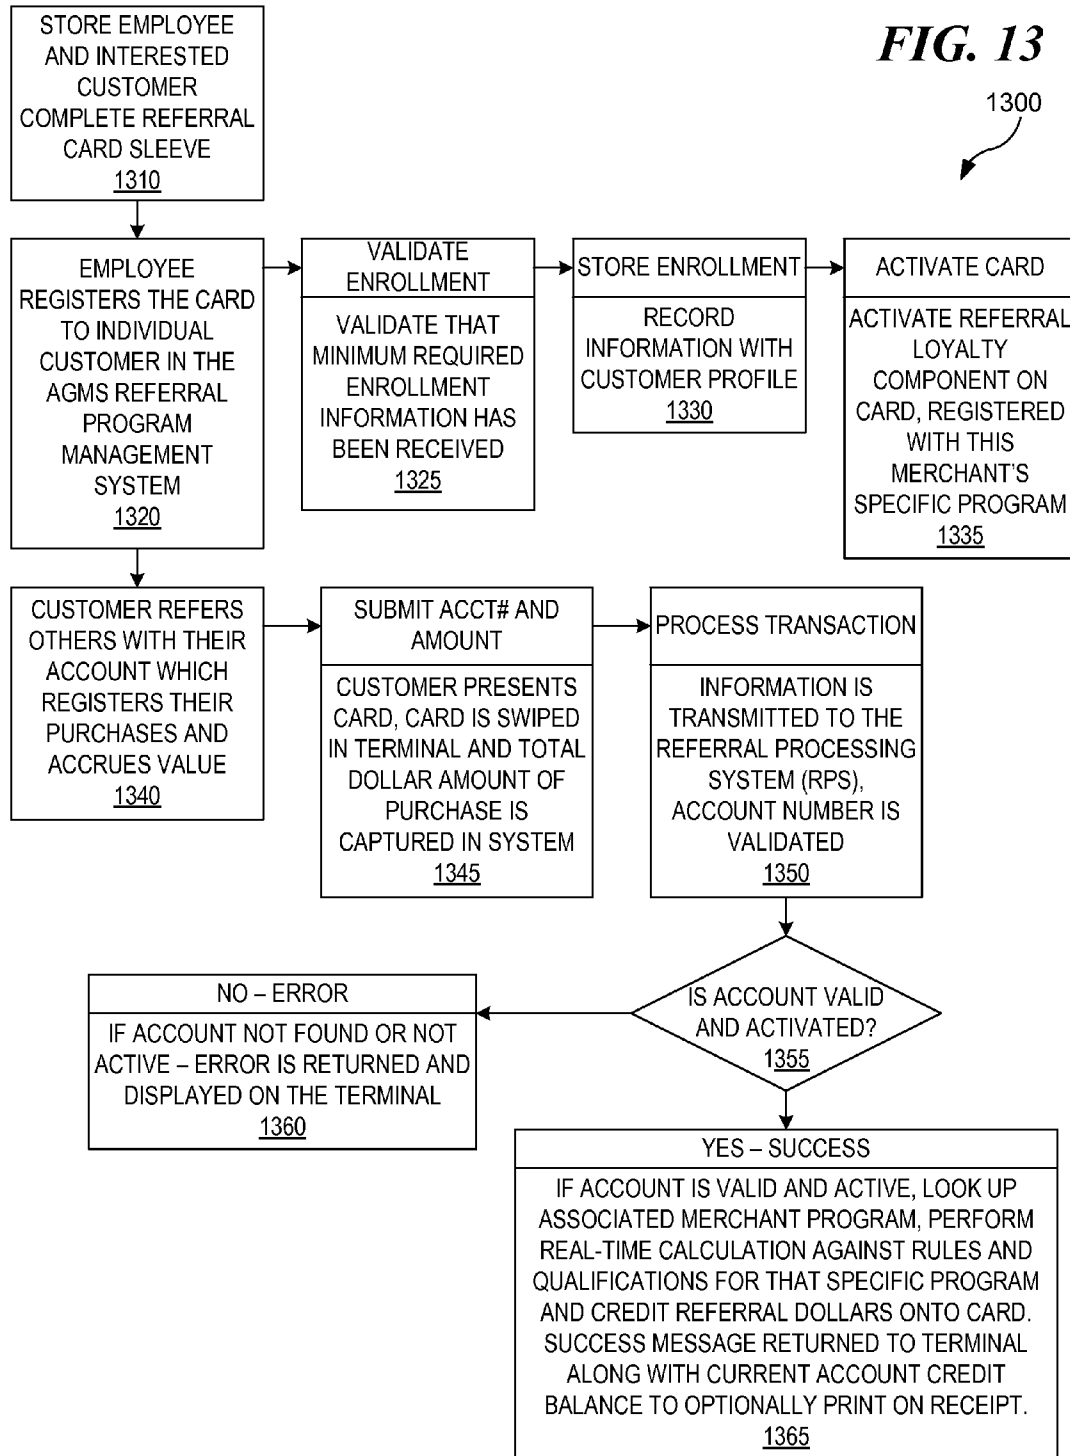 FIG. 13
1300
STORE EMPLOYEE
AND INTERESTED
CUSTOMER
COMPLETE REFERRAL
CARD SLEEVE
1310
EMPLOYEE
REGISTERS THE CARD
TO INDIVIDUAL
CUSTOMER IN THE
AGMS REFERRAL
PROGRAM
MANAGEMENT
SYSTEM
1320
VALIDATE
ENROLLMENT
VALIDATE THAT
MINIMUM REQUIRED
ENROLLMENT
INFORMATION HAS
BEEN RECEIVED
1325
STORE ENROLLMENT
RECORD
INFORMATION WITH
CUSTOMER PROFILE
1330
ACTIVATE CARD
ACTIVATE REFERRAL
LOYALTY
COMPONENT ON
CARD, REGISTERED
WITH THIS
MERCHANT'S
SPECIFIC PROGRAM
1335
CUSTOMER REFERS
OTHERS WITH THEIR
ACCOUNT WHICH
REGISTERS THEIR
PURCHASES AND
ACCRUES VALUE
1340
SUBMIT ACCT# AND
AMOUNT
CUSTOMER PRESENTS
CARD, CARD IS SWIPED
IN TERMINAL AND TOTAL
DOLLAR AMOUNT OF
PURCHASE IS
CAPTURED IN SYSTEM
1345
PROCESS TRANSACTION
INFORMATION IS
TRANSMITTED TO THE
REFERRAL PROCESSING
SYSTEM (RPS),
ACCOUNT NUMBER IS
VALIDATED
1350
IS ACCOUNT VALID
AND ACTIVATED?
1355
NO – ERROR
IF ACCOUNT NOT FOUND OR NOT
ACTIVE – ERROR IS RETURNED AND
DISPLAYED ON THE TERMINAL
1360
YES – SUCCESS
IF ACCOUNT IS VALID AND ACTIVE, LOOK UP
ASSOCIATED MERCHANT PROGRAM, PERFORM
REAL-TIME CALCULATION AGAINST RULES AND
QUALIFICATIONS FOR THAT SPECIFIC PROGRAM
AND CREDIT REFERRAL DOLLARS ONTO CARD.
SUCCESS MESSAGE RETURNED TO TERMINAL
ALONG WITH CURRENT ACCOUNT CREDIT
BALANCE TO OPTIONALLY PRINT ON RECEIPT.
1365